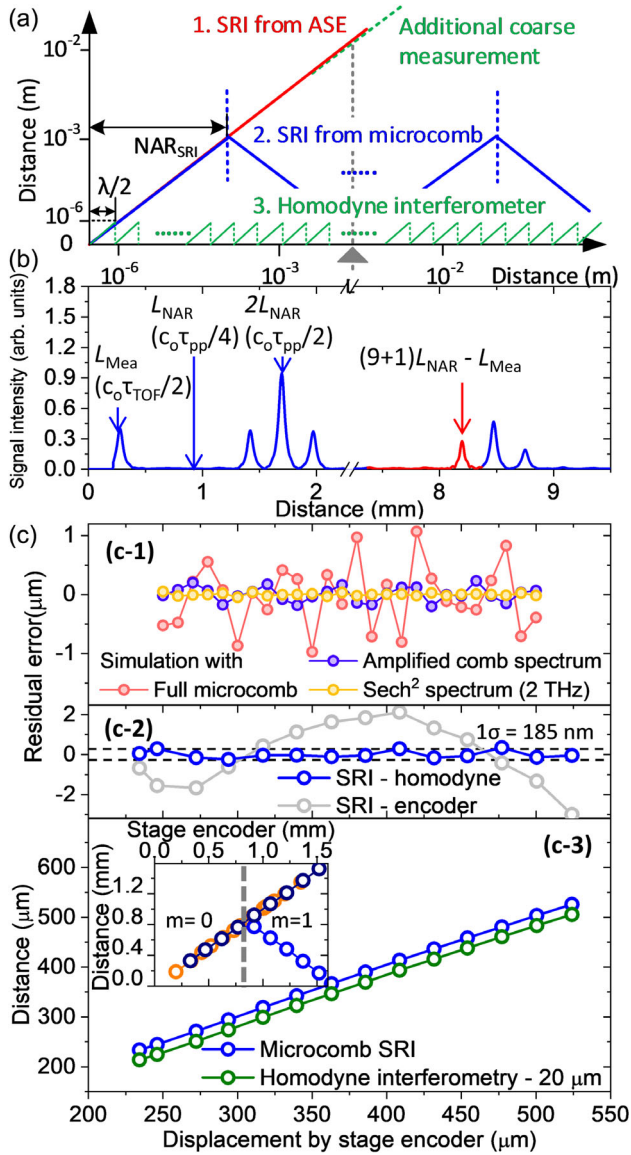 (a)
1. SRI from ASE
Additional coarse
measurement
10⁻²
Distance (m)
NAR_SRI
10⁻³
2. SRI from microcomb
λ/2
10⁻⁶
3. Homodyne interferometer
0
10⁻⁶ 10⁻³ 10⁻² Distance (m)
(b)
Signal intensity (arb. units)
1.8
1.5
1.2
0.9
0.6
0.3
0.0
L_Mea
(c₀τ_TOF/2)
L_NAR
(c₀τ_pp/4)
2L_NAR
(c₀τ_pp/2)
(9+1)L_NAR - L_Mea
0 1 2 8 9
Distance (mm)
(c)
(c-1)
Residual error(μm)
1
0
-1
Simulation with
Amplified comb spectrum
Full microcomb
Sech² spectrum (2 THz)
(c-2)
2
0
-2
1σ = 185 nm
SRI - homodyne
SRI - encoder
(c-3)
Stage encoder (mm)
0.0 0.5 1.0 1.5
Distance (mm)
1.2
0.8
0.4
0.0
m= 0
m=1
Distance (μm)
600
500
400
300
200
Microcomb SRI
Homodyne interferometry - 20 μm
200 250 300 350 400 450 500 550
Displacement by stage encoder (μm)